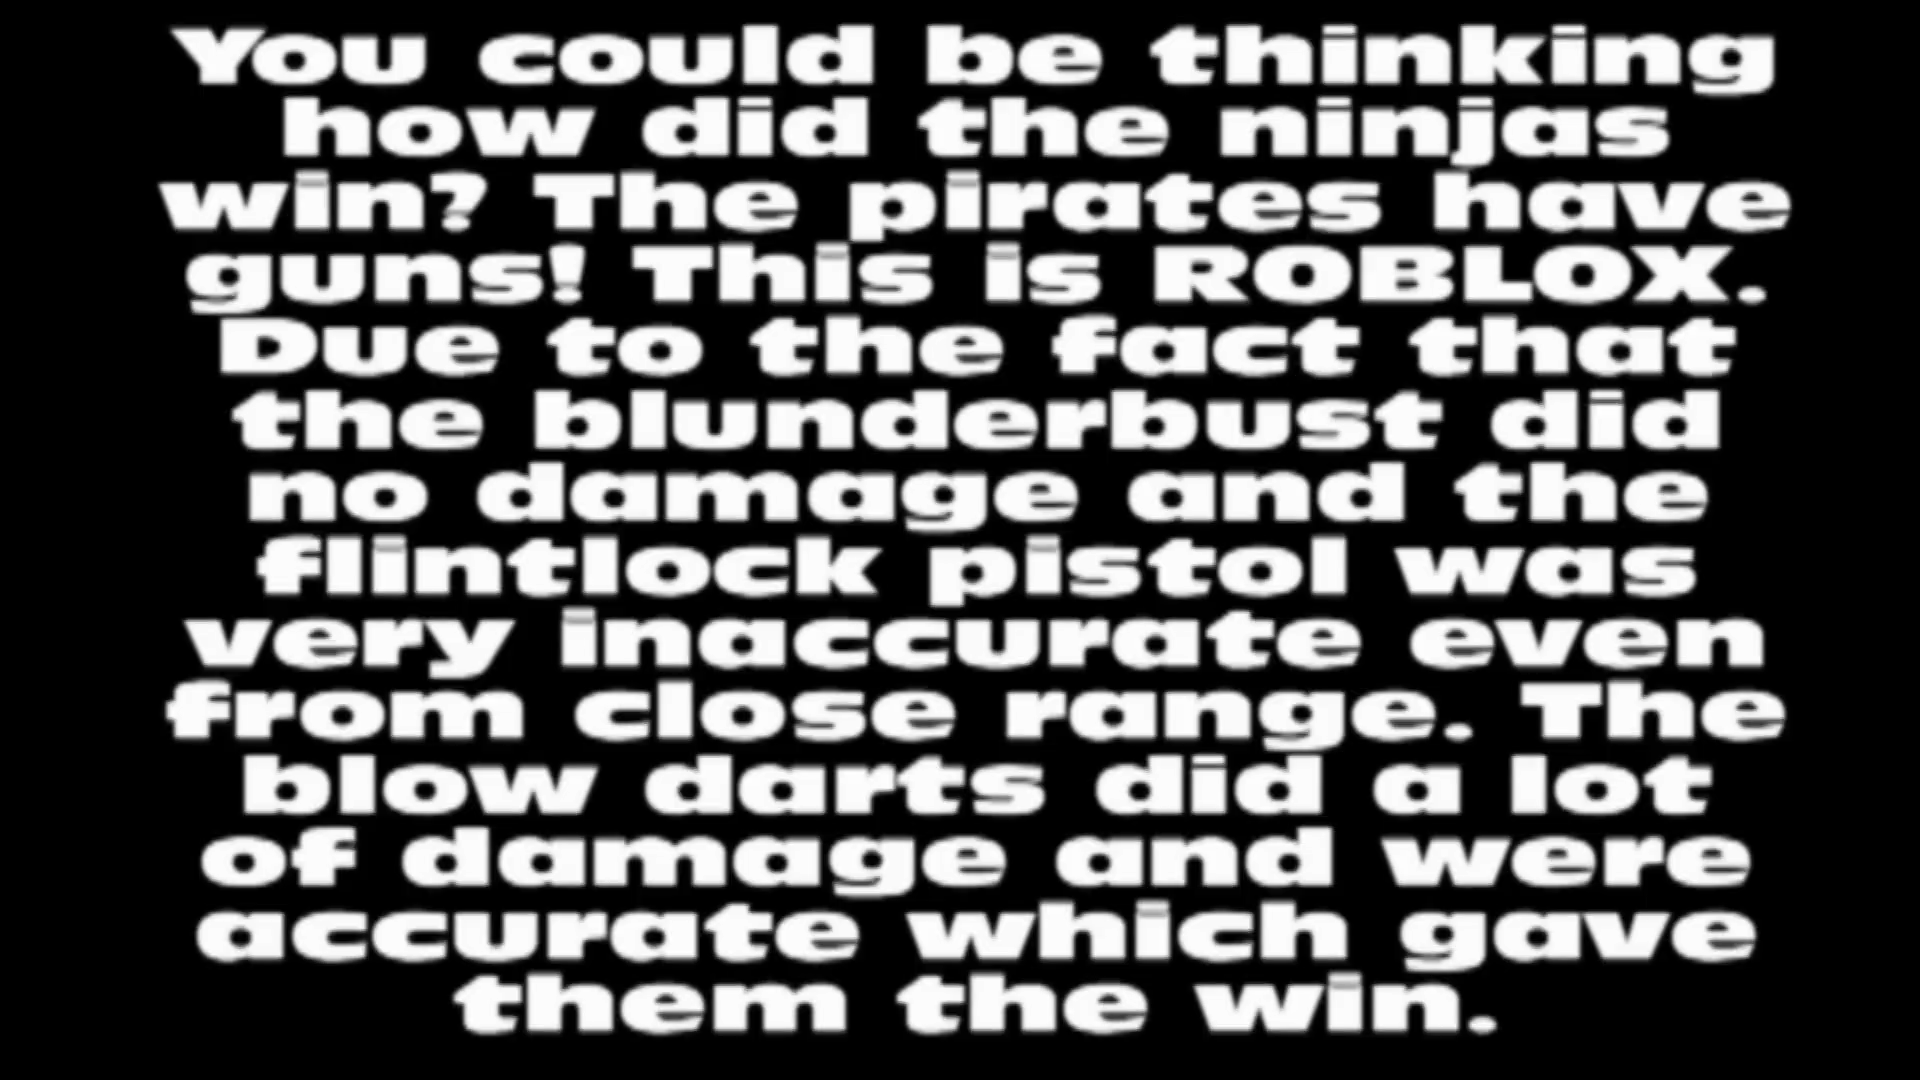 You could be thinking
how did the ninjas
win? The pirates have
guns! This is ROBLOX.
Due to the fact that
the blunderbust did
no damage and the
flintlock pistol was
very inaccurate even
from close range. The
blow darts did a lot
of damage and were
accurate which gave
them the win.